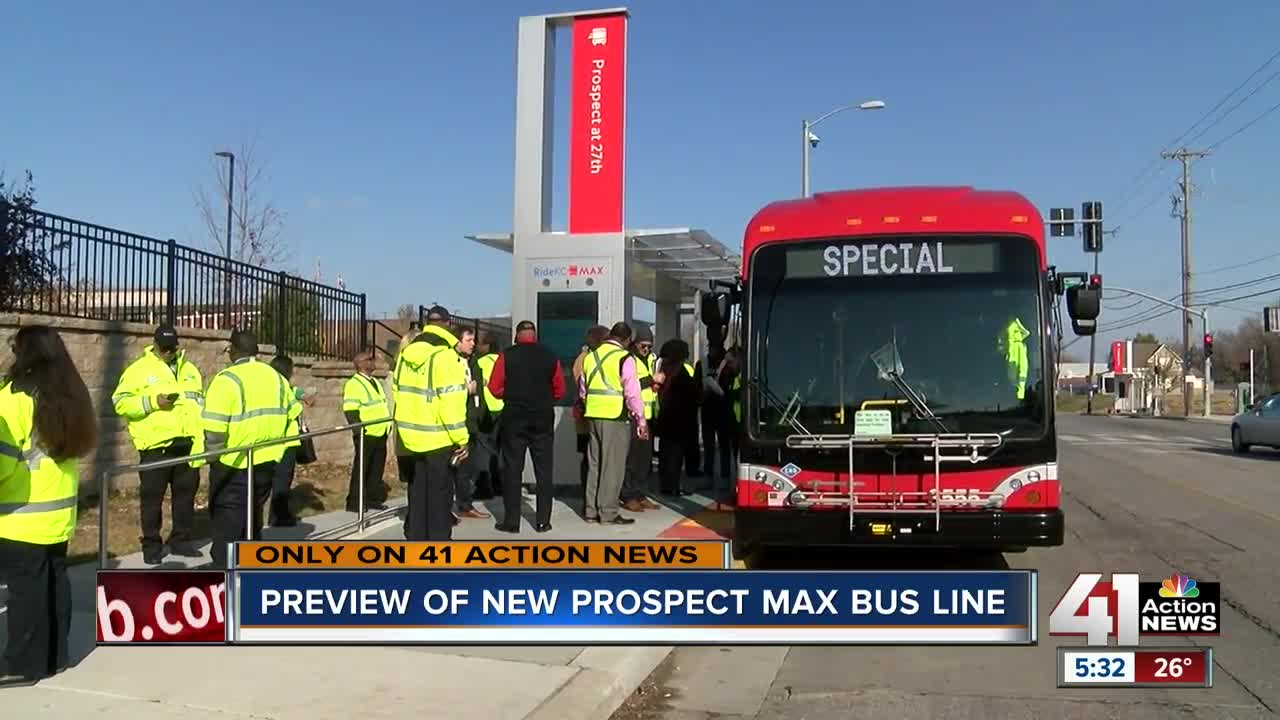 Prospect at 27th
RideKC MAX
SPECIAL
CNG
ONLY ON 41 ACTION NEWS
b.com
PREVIEW OF NEW PROSPECT MAX BUS LINE
41 Action
NEWS
5:32 26°